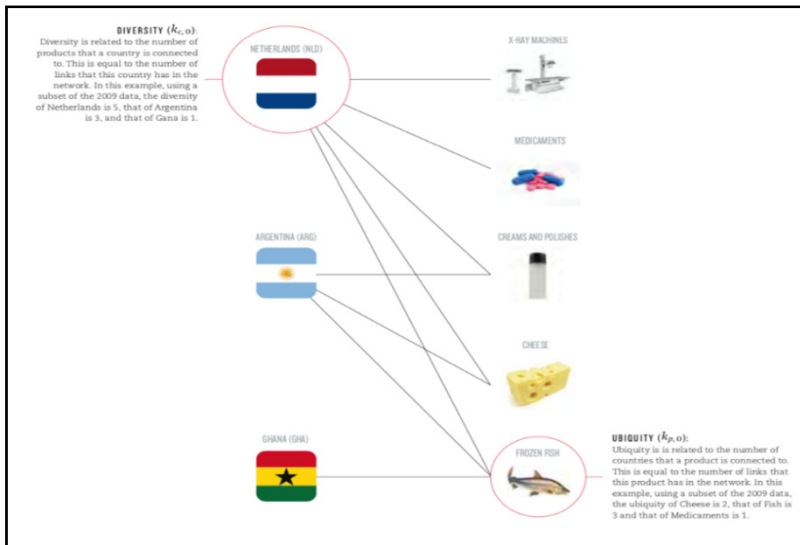 DIVERSITY (kc,0):
Diversity is related to the number of
products that a country is connected
to. This is equal to the number of
links that this country has in the
network. In this example, using a
subset of the 2009 data, the diversity
of Netherlands is 5, that of Argentina
is 3, and that of Gana is 1.
NETHERLANDS (NLD)
X-RAY MACHINES
MEDICAMENTS
ARGENTINA (ARG)
CREAMS AND POLISHES
CHEESE
GHANA (GHA)
FROZEN FISH
UBIQUITY (kp,0):
Ubiquity is is related to the number of
countries that a product is connected to.
This is equal to the number of links that
this product has in the network. In this
example, using a subset of the 2009 data,
the ubiquity of Cheese is 2, that of Fish is
3 and that of Medicaments is 1.